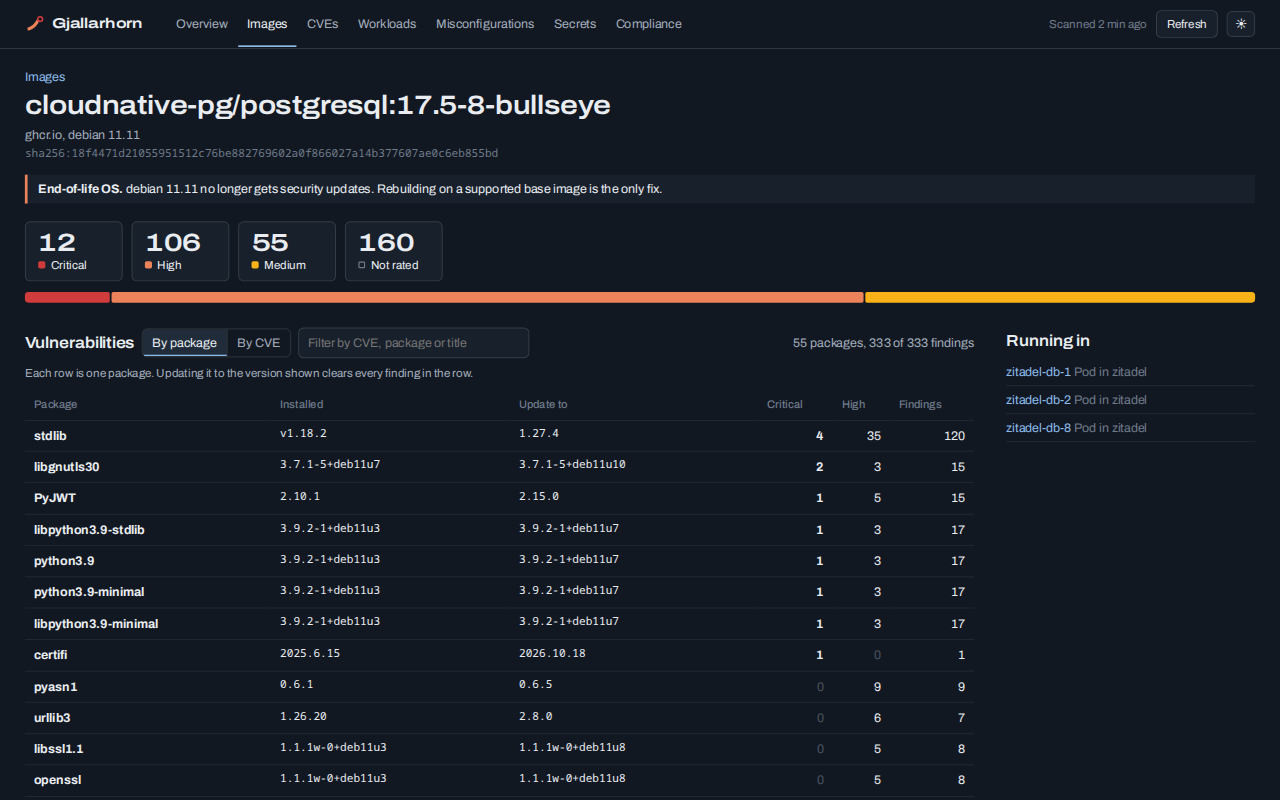 Gjallarhorn Overview Images CVEs Workloads Misconfigurations Secrets Compliance Scanned 2 min ago Refresh
Images
cloudnative-pg/postgresql:17.5-8-bullseye
ghcr.io, debian 11.11
sha256:18f4471d21055951512c76be882769602a0f866027a14b377607ae0c6eb855bd
End-of-life OS. debian 11.11 no longer gets security updates. Rebuilding on a supported base image is the only fix.
12 106 55 160
Critical High Medium Not rated
Vulnerabilities By package By CVE Filter by CVE, package or title 55 packages, 333 of 333 findings
Each row is one package. Updating it to the version shown clears every finding in the row.
Package Installed Update to Critical High Findings
stdlib v1.18.2 1.27.4 4 35 120
libgnutls30 3.7.1-5+deb11u7 3.7.1-5+deb11u10 2 3 15
PyJWT 2.10.1 2.15.0 1 5 15
libpython3.9-stdlib 3.9.2-1+deb11u3 3.9.2-1+deb11u7 1 3 17
python3.9 3.9.2-1+deb11u3 3.9.2-1+deb11u7 1 3 17
python3.9-minimal 3.9.2-1+deb11u3 3.9.2-1+deb11u7 1 3 17
libpython3.9-minimal 3.9.2-1+deb11u3 3.9.2-1+deb11u7 1 3 17
certifi 2025.6.15 2026.10.18 1 0 1
pyasn1 0.6.1 0.6.5 0 9 9
urllib3 1.26.20 2.8.0 0 6 7
libssl1.1 1.1.1w-0+deb11u3 1.1.1w-0+deb11u8 0 5 8
openssl 1.1.1w-0+deb11u3 1.1.1w-0+deb11u8 0 5 8
Running in
zitadel-db-1 Pod in zitadel
zitadel-db-2 Pod in zitadel
zitadel-db-8 Pod in zitadel